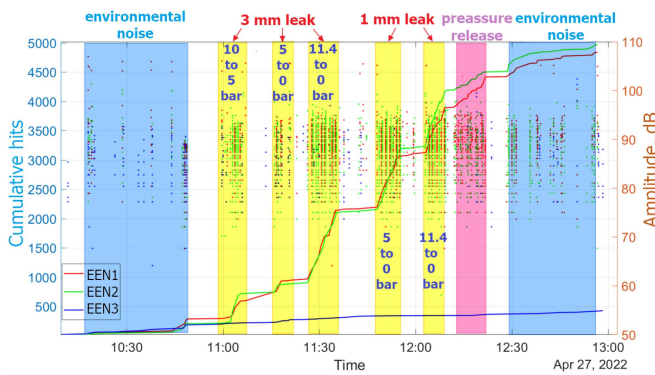 environmental
noise
3 mm leak
1 mm leak
preassure
release
environmental
noise
10
to
5
bar
5
to
0
bar
11.4
to
0
bar
5
to
0
bar
11.4
to
0
bar
Cumulative hits
5000
4500
4000
3500
3000
2500
2000
1500
1000
500
Amplitude, dB
110
100
90
80
70
60
50
EEN1
EEN2
EEN3
10:30
11:00
11:30
12:00
12:30
13:00
Time
Apr 27, 2022